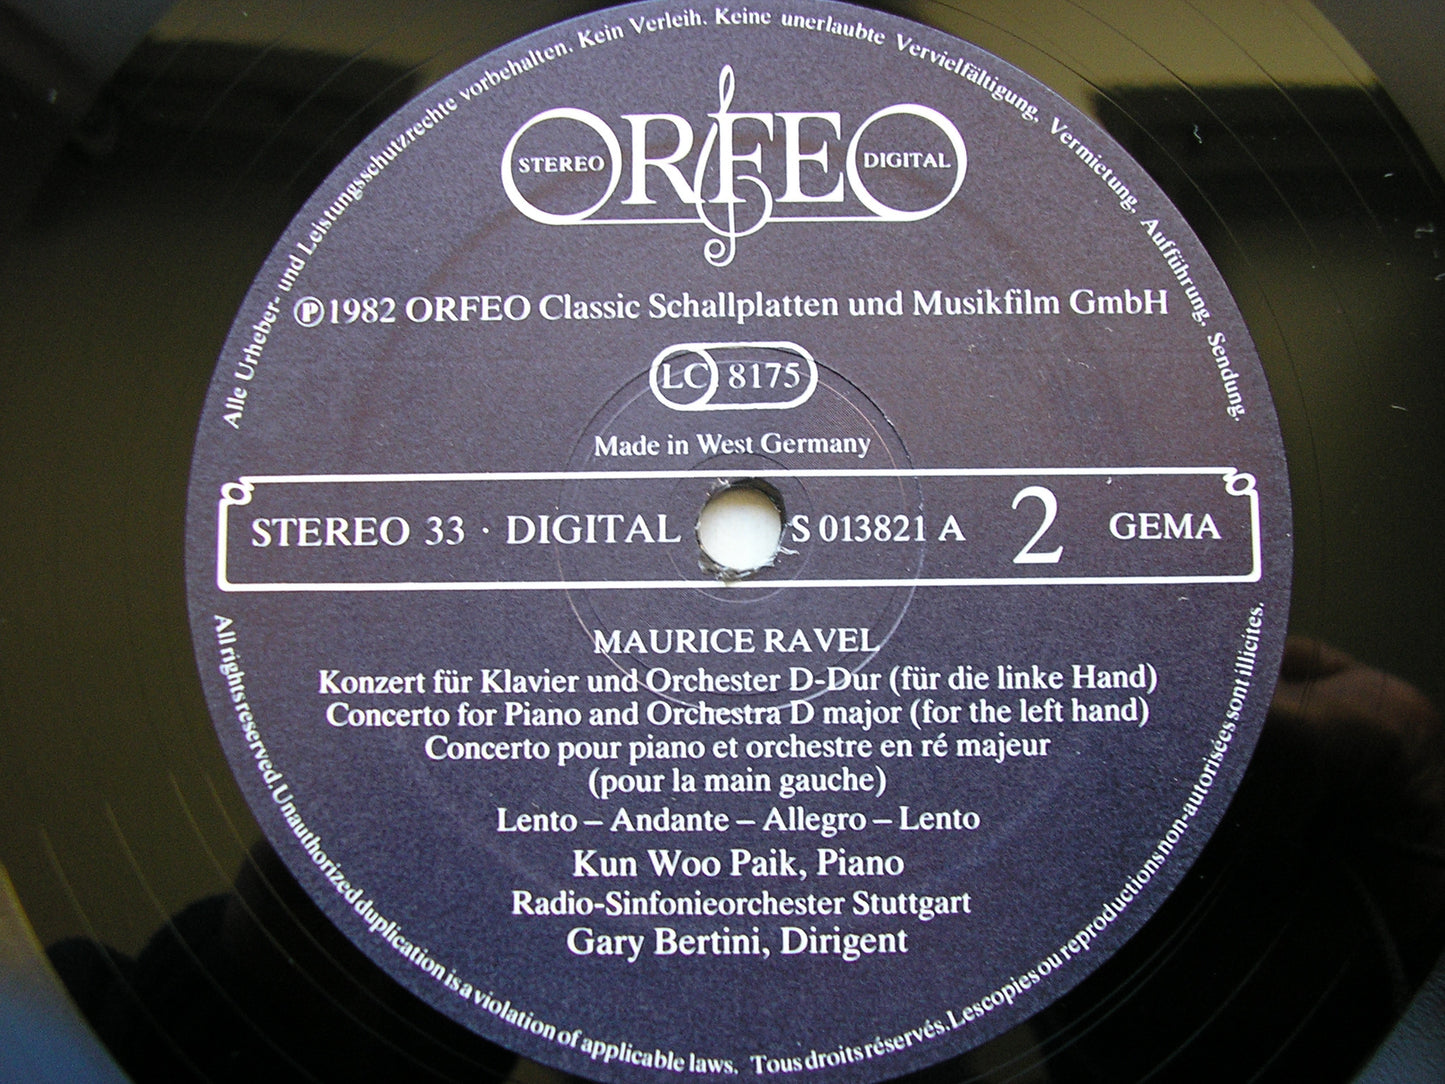 Alle Urheber- und Leistungsschutzrechte vorbehalten. Kein Verleih. Keine unerlaubte Vervielfältigung, Vermietung, Aufführung, Sendung.
ORFEO
STEREO
DIGITAL
Ⓟ1982 ORFEO Classic Schallplatten und Musikfilm GmbH
LC 8175
Made in West Germany
STEREO 33 · DIGITAL S 013821 A 2 GEMA
MAURICE RAVEL
Konzert für Klavier und Orchester D-Dur (für die linke Hand)
Concerto for Piano and Orchestra D major (for the left hand)
Concerto pour piano et orchestre en ré majeur
(pour la main gauche)
Lento – Andante – Allegro – Lento
Kun Woo Paik, Piano
Radio-Sinfonieorchester Stuttgart
Gary Bertini, Dirigent
All rights reserved. Unauthorized duplication is a violation of applicable laws. Tous droits réservés. Les copies ou reproductions non-autorisées sont illicites.